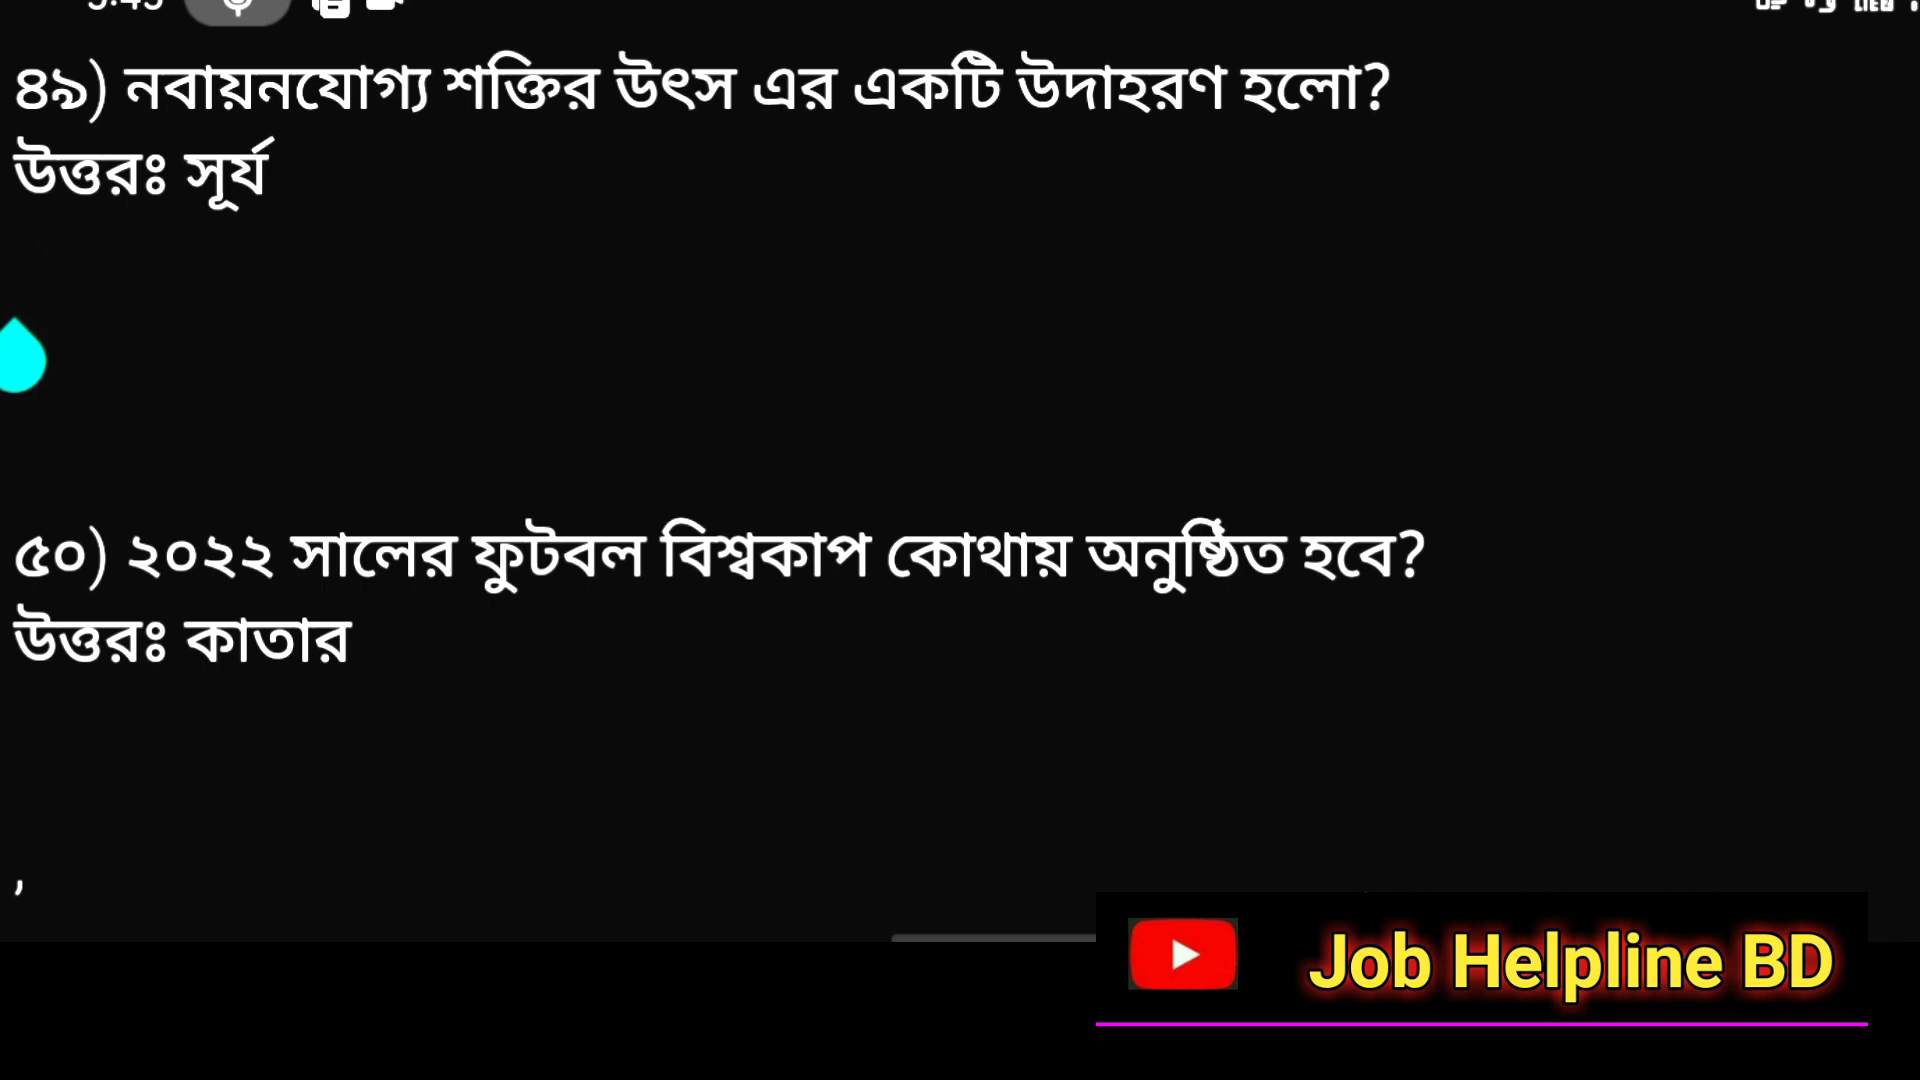 ৪৯) নবায়নযোগ্য শক্তির উৎস এর একটি উদাহরণ হলো?
উত্তরঃ সূর্য
৫০) ২০২২ সালের ফুটবল বিশ্বকাপ কোথায় অনুষ্ঠিত হবে?
উত্তরঃ কাতার
,
Job Helpline BD